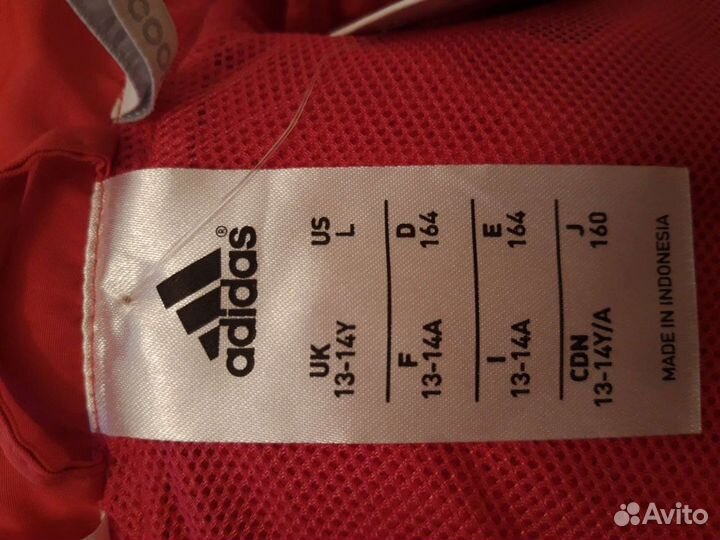 COO
adidas®
UK US
13-14Y L
F D
13-14A 164
I E
13-14A 164
CDN J
13-14Y/A 160
MADE IN INDONESIA
Avito